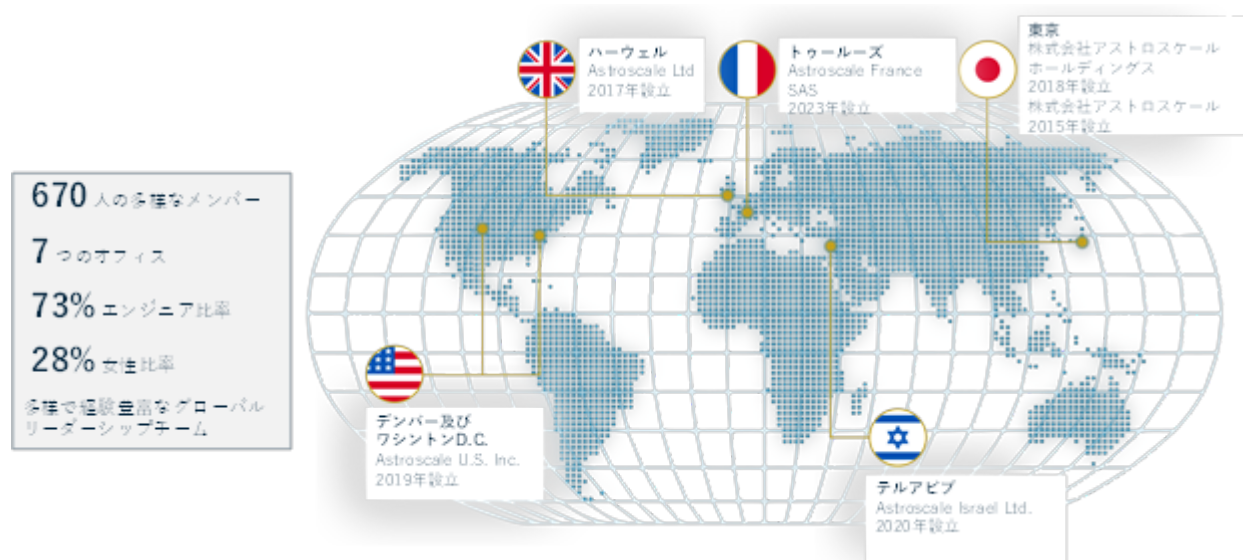 ハーウェル
Astroscale Ltd
2017年設立
トゥールーズ
Astroscale France
SAS
2023年設立
東京
株式会社アストロスケール
ホールディングス
2018年設立
株式会社アストロスケール
2015年設立
670 人の多様なメンバー
7 つのオフィス
73% エンジニア比率
28% 女性比率
多様で経験豊富なグローバル
リーダーシップチーム
デンバー及び
ワシントンD.C.
Astroscale U.S. Inc.
2019年設立
テルアビブ
Astroscale Israel Ltd.
2020年設立